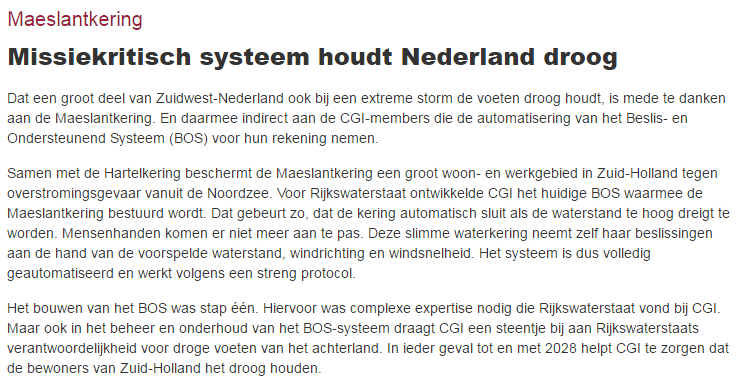 Maeslantkering
Missiekritisch systeem houdt Nederland droog
Dat een groot deel van Zuidwest-Nederland ook bij een extreme storm de voeten droog houdt, is mede te danken
aan de Maeslantkering. En daarmee indirect aan de CGI-members die de automatisering van het Beslis- en
Ondersteunend Systeem (BOS) voor hun rekening nemen.
Samen met de Hartelkering beschermt de Maeslantkering een groot woon- en werkgebied in Zuid-Holland tegen
overstromingsgevaar vanuit de Noordzee. Voor Rijkswaterstaat ontwikkelde CGI het huidige BOS waarmee de
Maeslantkering bestuurd wordt. Dat gebeurt zo, dat de kering automatisch sluit als de waterstand te hoog dreigt te
worden. Mensenhanden komen er niet meer aan te pas. Deze slimme waterkering neemt zelf haar beslissingen
aan de hand van de voorspelde waterstand, windrichting en windsnelheid. Het systeem is dus volledig
geautomatiseerd en werkt volgens een streng protocol.
Het bouwen van het BOS was stap één. Hiervoor was complexe expertise nodig die Rijkswaterstaat vond bij CGI.
Maar ook in het beheer en onderhoud van het BOS-systeem draagt CGI een steentje bij aan Rijkswaterstaats
verantwoordelijkheid voor droge voeten van het achterland. In ieder geval tot en met 2028 helpt CGI te zorgen dat
de bewoners van Zuid-Holland het droog houden.